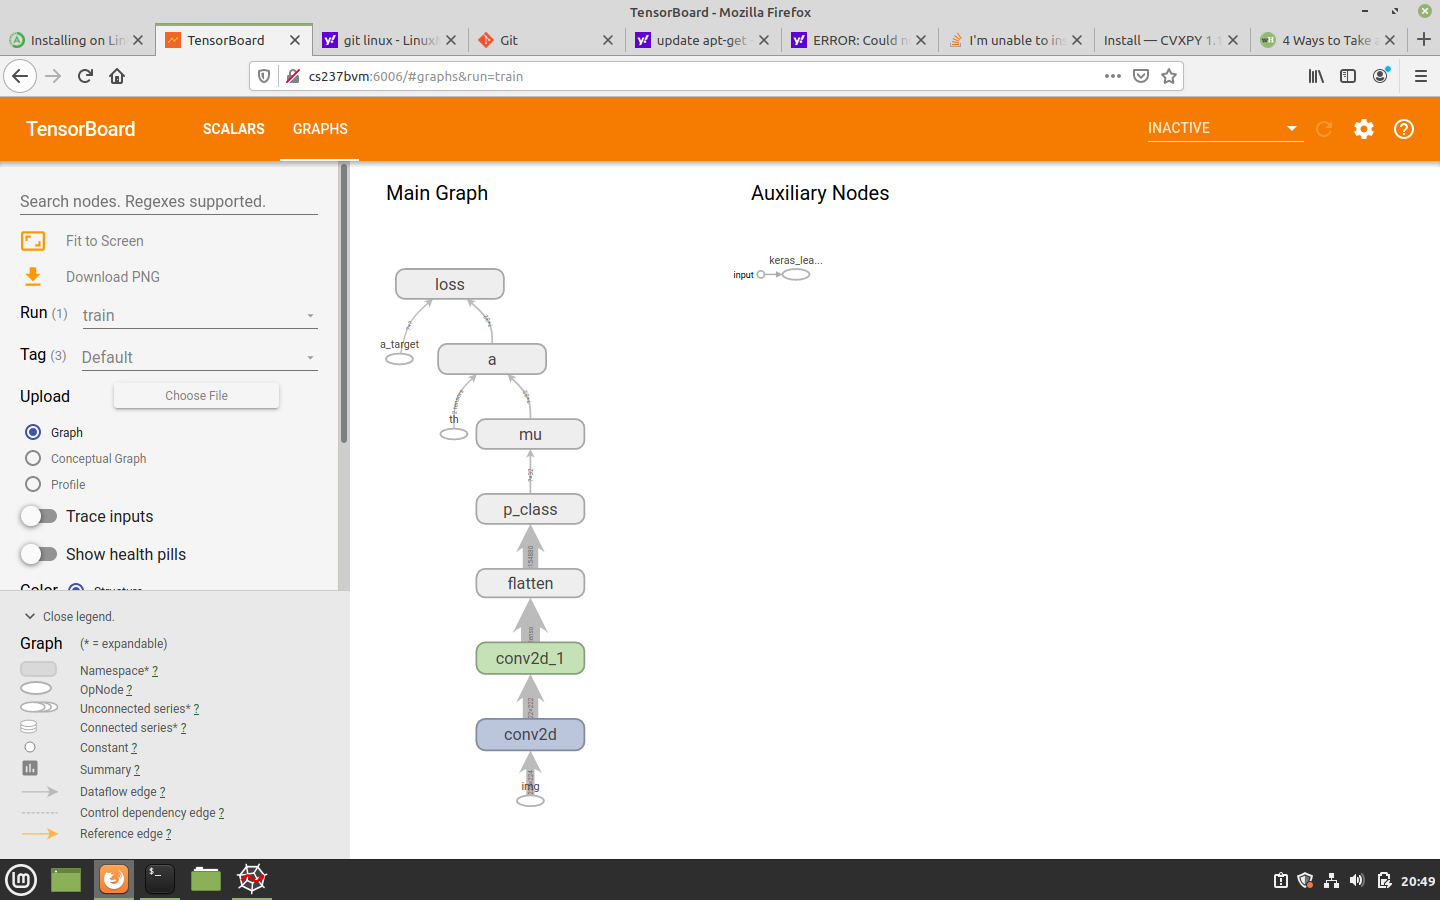 TensorBoard - Mozilla Firefox
Installing on Lin
TensorBoard
git linux - Linux
Git
update apt-get -
ERROR: Could n
I'm unable to ins
Install — CVXPY 1.1
4 Ways to Take a
cs237bvm:6006/#graphs&run=train
TensorBoard
SCALARS
GRAPHS
INACTIVE
Search nodes. Regexes supported.
Fit to Screen
Download PNG
Run (1) train
Tag (3) Default
Upload Choose File
Graph
Conceptual Graph
Profile
Trace inputs
Show health pills
Color Structure
Close legend.
Graph (* = expandable)
Namespace* ?
OpNode ?
Unconnected series* ?
Connected series* ?
Constant ?
Summary ?
Dataflow edge ?
Control dependency edge ?
Reference edge ?
Main Graph
loss
a_target
a
th
mu
?×32
p_class
flatten
conv2d_1
conv2d
img
Auxiliary Nodes
keras_lea...
input
20:49